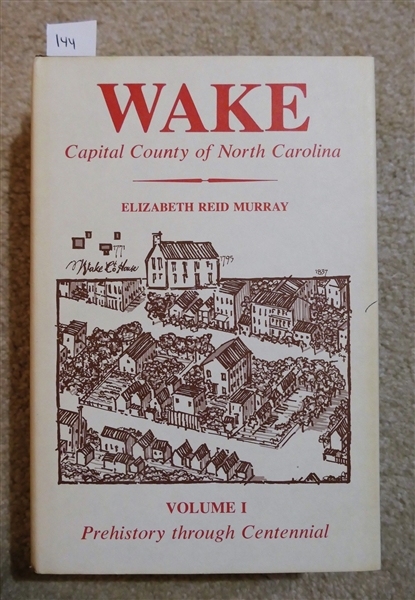 144
WAKE
Capital County of North Carolina
ELIZABETH REID MURRAY
1771
Wake Co House
1795
1837
VOLUME I
Prehistory through Centennial